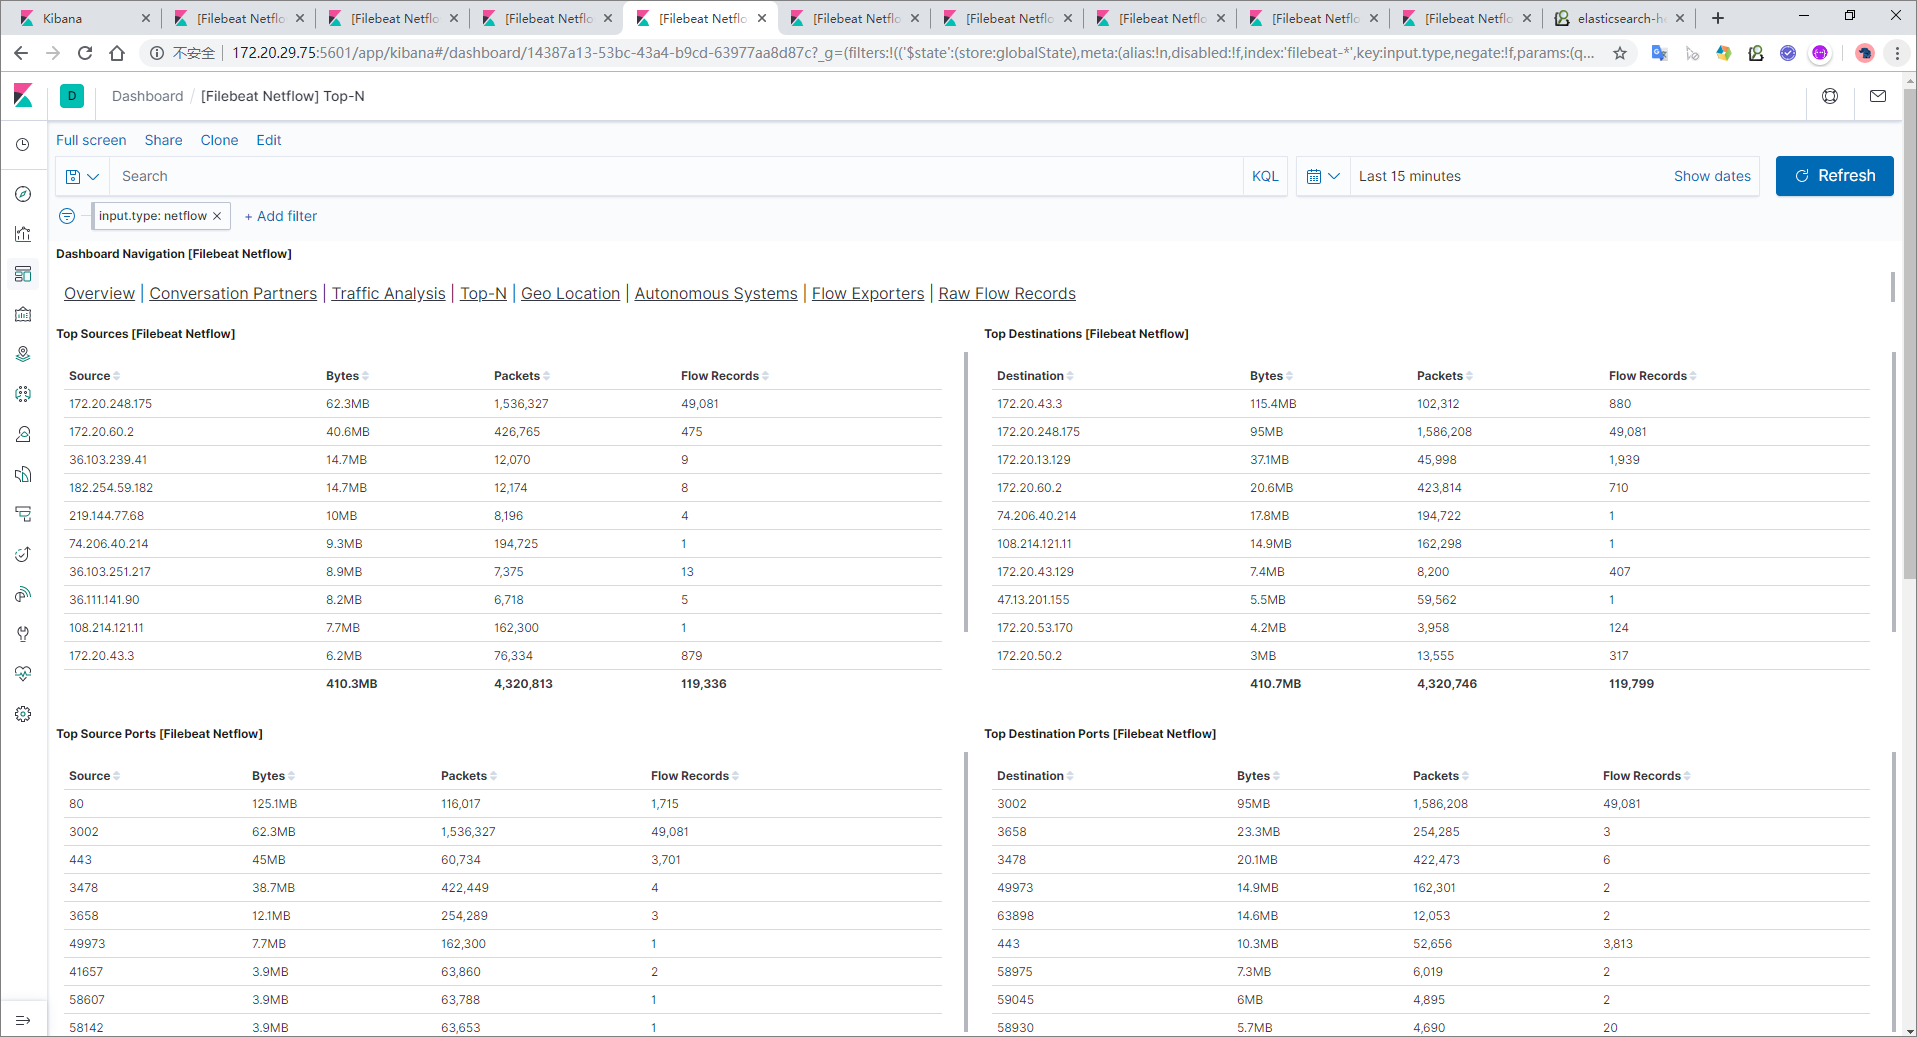 Kibana
[Filebeat Netflo
[Filebeat Netflo
[Filebeat Netflo
[Filebeat Netflo
[Filebeat Netflo
[Filebeat Netflo
[Filebeat Netflo
[Filebeat Netflo
[Filebeat Netflo
elasticsearch-he
不安全 172.20.29.75:5601/app/kibana#/dashboard/14387a13-53bc-43a4-b9cd-63977aa8d87c?_g=(filters:!(('$state':(store:globalState),meta:(alias:!n,disabled:!f,index:'filebeat-*',key:input.type,negate:!f,params:(q...
D Dashboard / [Filebeat Netflow] Top-N
Full screen Share Clone Edit
Search KQL Last 15 minutes Show dates Refresh
input.type: netflow × + Add filter
Dashboard Navigation [Filebeat Netflow]
Overview | Conversation Partners | Traffic Analysis | Top-N | Geo Location | Autonomous Systems | Flow Exporters | Raw Flow Records
Top Sources [Filebeat Netflow]
Source Bytes Packets Flow Records
172.20.248.175 62.3MB 1,536,327 49,081
172.20.60.2 40.6MB 426,765 475
36.103.239.41 14.7MB 12,070 9
182.254.59.182 14.7MB 12,174 8
219.144.77.68 10MB 8,196 4
74.206.40.214 9.3MB 194,725 1
36.103.251.217 8.9MB 7,375 13
36.111.141.90 8.2MB 6,718 5
108.214.121.11 7.7MB 162,300 1
172.20.43.3 6.2MB 76,334 879
410.3MB 4,320,813 119,336
Top Destinations [Filebeat Netflow]
Destination Bytes Packets Flow Records
172.20.43.3 115.4MB 102,312 880
172.20.248.175 95MB 1,586,208 49,081
172.20.13.129 37.1MB 45,998 1,939
172.20.60.2 20.6MB 423,814 710
74.206.40.214 17.8MB 194,722 1
108.214.121.11 14.9MB 162,298 1
172.20.43.129 7.4MB 8,200 407
47.13.201.155 5.5MB 59,562 1
172.20.53.170 4.2MB 3,958 124
172.20.50.2 3MB 13,555 317
410.7MB 4,320,746 119,799
Top Source Ports [Filebeat Netflow]
Source Bytes Packets Flow Records
80 125.1MB 116,017 1,715
3002 62.3MB 1,536,327 49,081
443 45MB 60,734 3,701
3478 38.7MB 422,449 4
3658 12.1MB 254,289 3
49973 7.7MB 162,300 1
41657 3.9MB 63,860 2
58607 3.9MB 63,788 1
58142 3.9MB 63,653 1
Top Destination Ports [Filebeat Netflow]
Destination Bytes Packets Flow Records
3002 95MB 1,586,208 49,081
3658 23.3MB 254,285 3
3478 20.1MB 422,473 6
49973 14.9MB 162,301 2
63898 14.6MB 12,053 2
443 10.3MB 52,656 3,813
58975 7.3MB 6,019 2
59045 6MB 4,895 2
58930 5.7MB 4,690 20